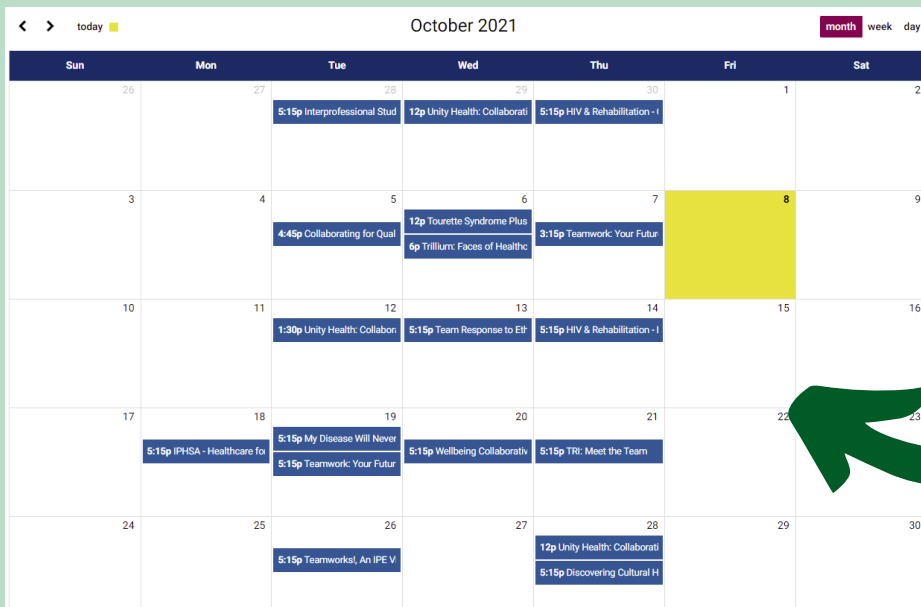 today
October 2021
month week day
Sun Mon Tue Wed Thu Fri Sat
26 27 28 29 30 1 2
5:15p Interprofessional Stud
12p Unity Health: Collaborati
5:15p HIV & Rehabilitation -
3 4 5 6 7 8 9
4:45p Collaborating for Qual
12p Tourette Syndrome Plus
6p Trillium: Faces of Healthc
3:15p Teamwork: Your Futur
10 11 12 13 14 15 16
1:30p Unity Health: Collabor
5:15p Team Response to Eth
5:15p HIV & Rehabilitation -
17 18 19 20 21 22 23
5:15p IPHSA - Healthcare fo
5:15p My Disease Will Never
5:15p Teamwork: Your Futur
5:15p Wellbeing Collaborativ
5:15p TRI: Meet the Team
24 25 26 27 28 29 30
5:15p Teamworks!, An IPE V
12p Unity Health: Collaborati
5:15p Discovering Cultural H